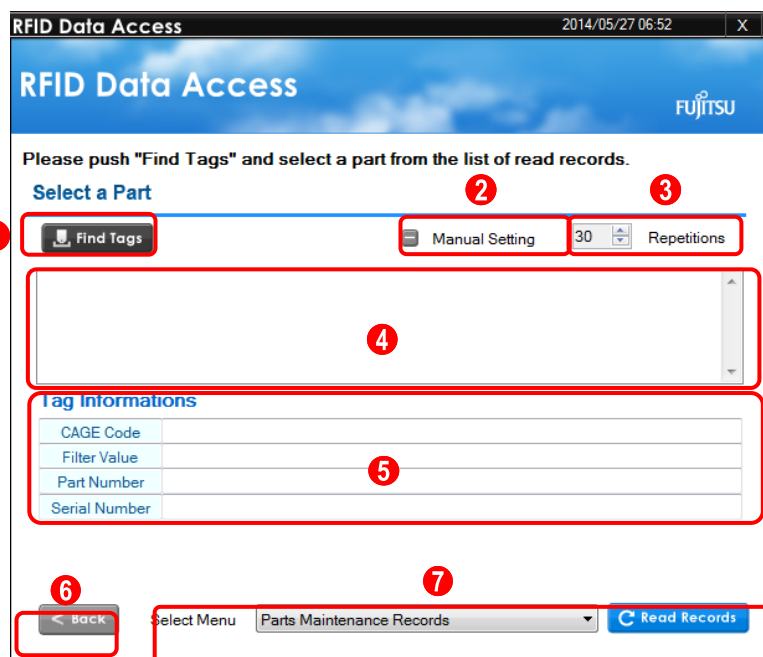 RFID Data Access 2014/05/27 06:52 X
RFID Data Access
FUJITSU
Please push "Find Tags" and select a part from the list of read records.
Select a Part
2 3
Find Tags Manual Setting 30 Repetitions
4
Tag Informations
CAGE Code
Filter Value
5
Part Number
Serial Number
6 7
< Back Select Menu Parts Maintenance Records Read Records